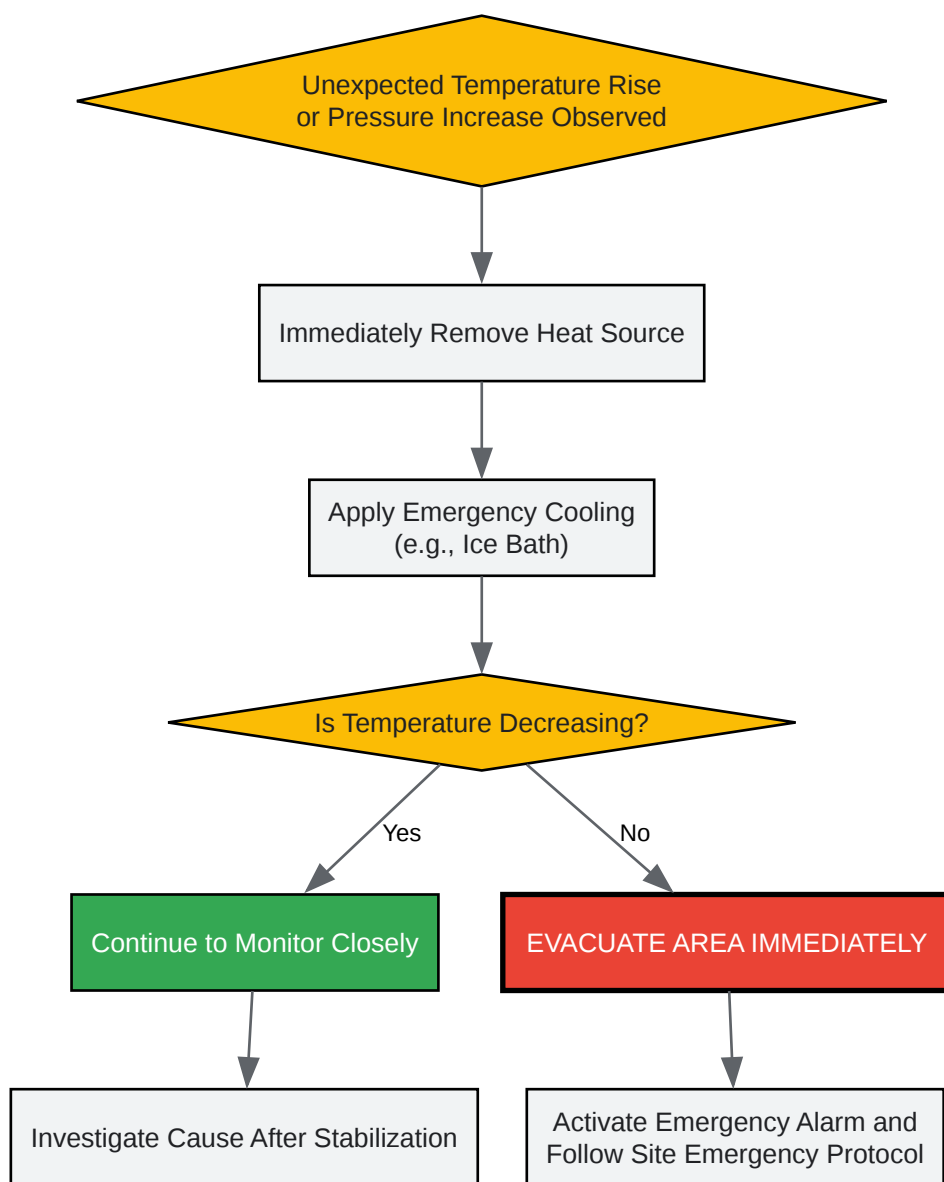 Unexpected Temperature Rise
or Pressure Increase Observed
Immediately Remove Heat Source
Apply Emergency Cooling
(e.g., Ice Bath)
Is Temperature Decreasing?
Yes
No
Continue to Monitor Closely
EVACUATE AREA IMMEDIATELY
Investigate Cause After Stabilization
Activate Emergency Alarm and
Follow Site Emergency Protocol